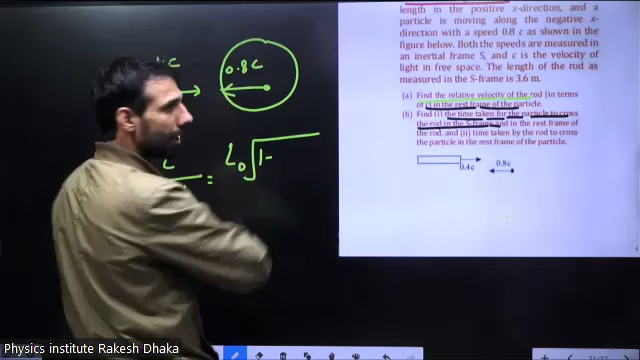 length in the positive x-direction, and a
particle is moving along the negative x-
direction with a speed 0.8 c as shown in the
figure below. Both the speeds are measured in
an inertial frame S, and c is the velocity of
light in free space. The length of the rod as
measured in the S-frame is 3.6 m.
(a) Find the relative velocity of the rod (in terms
of c) in the rest frame of the particle.
(b) Find (i) the time taken for the particle to cross
the rod in the S-frame and in the rest frame of
the rod, and (ii) time taken by the rod to cross
the particle in the rest frame of the particle.
0.4c
0.8c
0.8C
= L₀√1-
Physics institute Rakesh Dhaka